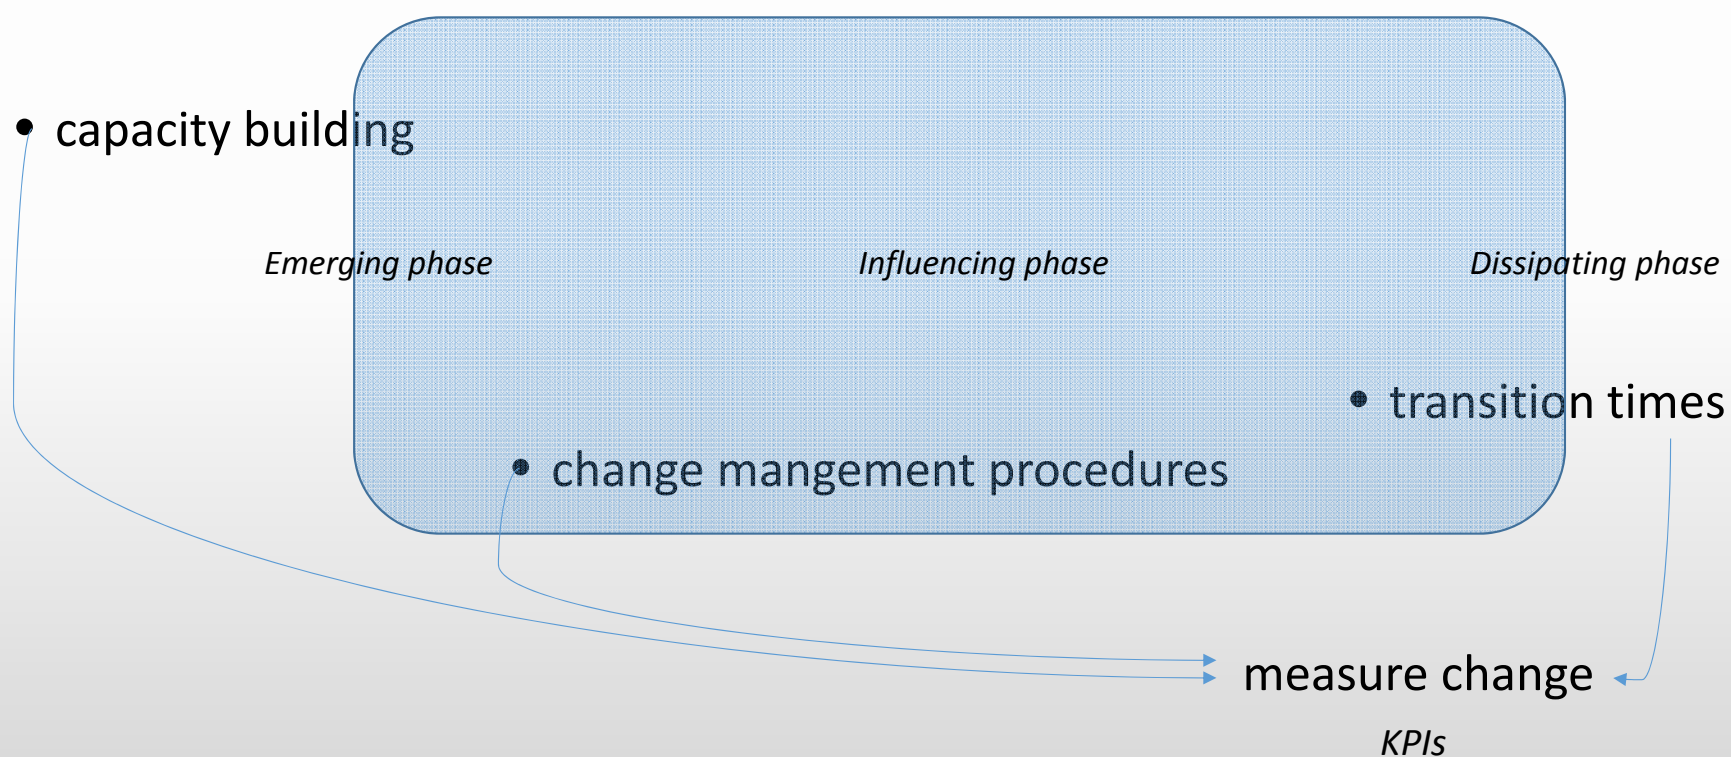 • capacity building
Emerging phase
Influencing phase
Dissipating phase
• transition times
• change mangement procedures
measure change
KPIs